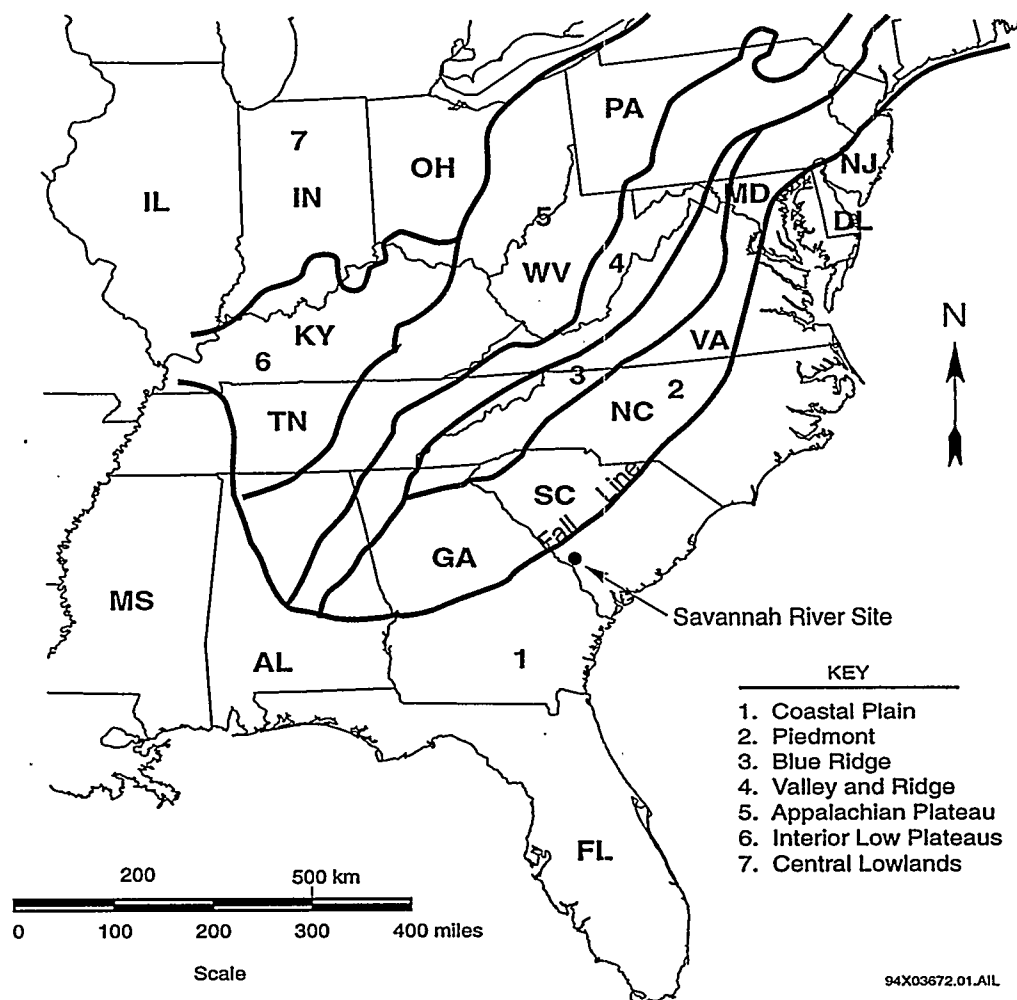 PA
7
OH
NJ
IN
MD
IL
5
DL
4
WV
N
KY
VA
6
3
2
TN
NC
SC
Fall Line
GA
MS
Savannah River Site
1
AL
KEY
1. Coastal Plain
2. Piedmont
3. Blue Ridge
4. Valley and Ridge
5. Appalachian Plateau
6. Interior Low Plateaus
7. Central Lowlands
FL
200 500 km
0 100 200 300 400 miles
Scale
94X03672.01.AIL